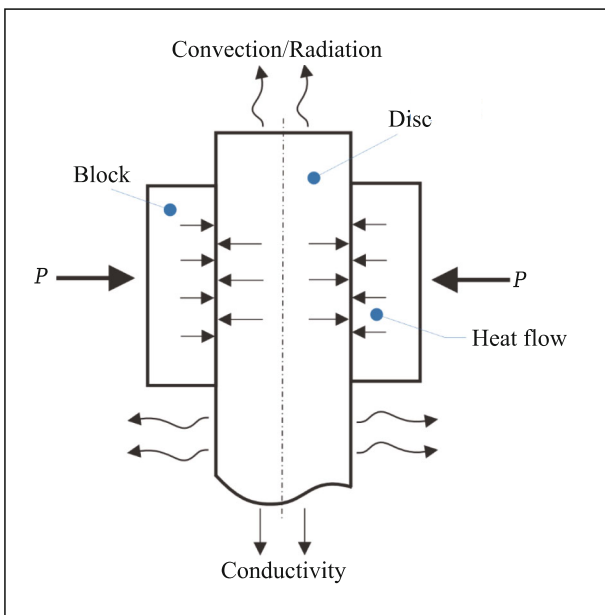 Convection/Radiation
Disc
Block
P
P
Heat flow
Conductivity